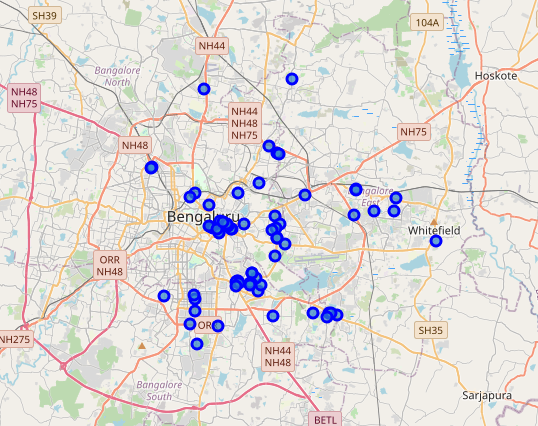 SH39
104A
NH44
Bangalore
North
Hoskote
NH48
NH75
NH44
NH48
NH75
NH75
NH48
Bangalore
East
Bengaluru
Whitefield
ORR
NH48
OR
SH35
NH275
NH44
NH48
Bangalore
South
Sarjapura
BETL